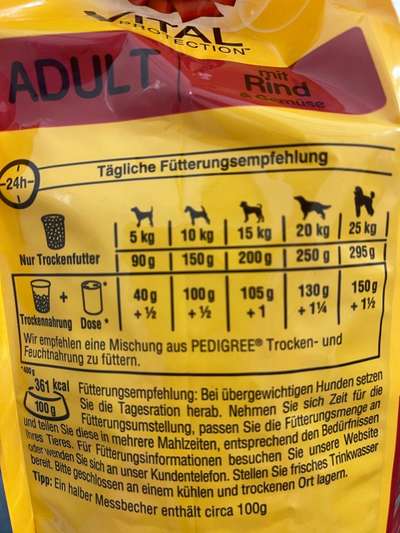 VITAL
PROTECTION™
ADULT
mit
Rind
& Gemüse
Tägliche Fütterungsempfehlung
-24h-
5 kg 10 kg 15 kg 20 kg 25 kg
Nur Trockenfutter 90 g 150 g 200 g 250 g 295 g
40 g 100 g 105 g 130 g 150 g
+
Trockennahrung Dose* + ½ + ½ + 1 + 1¼ + 1½
Wir empfehlen eine Mischung aus PEDIGREE® Trocken- und
Feuchtnahrung zu füttern.
*400 g
361 kcal
100 g
Fütterungsempfehlung: Bei übergewichtigen Hunden setzen
Sie die Tagesration herab. Nehmen Sie sich Zeit für die
Fütterungsumstellung, passen Sie die Fütterungsmenge an
und teilen Sie diese in mehrere Mahlzeiten, entsprechend den Bedürfnissen
Ihres Tieres. Für Fütterungsinformationen besuchen Sie unsere Website
oder wenden Sie sich an unser Kundentelefon. Stellen Sie frisches Trinkwasser
bereit. Bitte geschlossen an einem kühlen und trockenen Ort lagern.
Tipp: Ein halber Messbecher enthält circa 100g